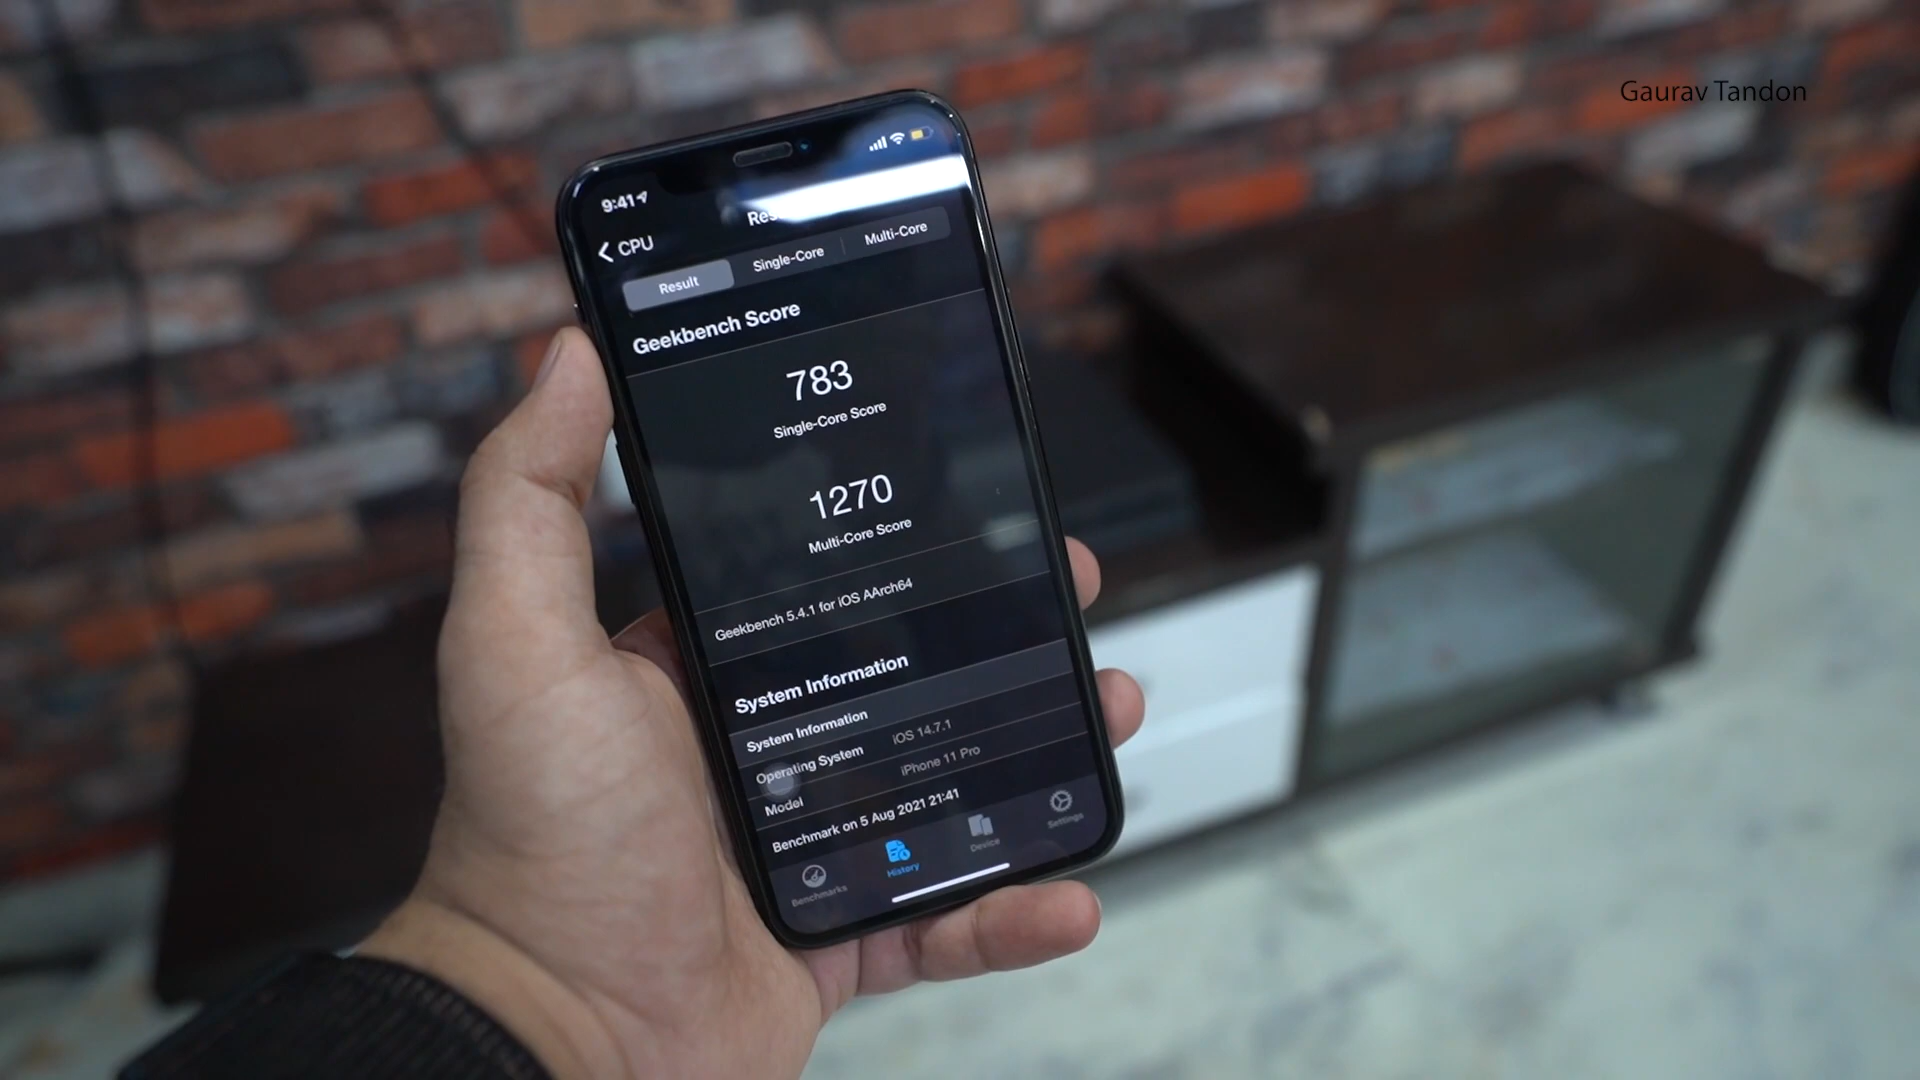 Gaurav Tandon
9:41
CPU
Result Single-Core Multi-Core
Geekbench Score
783
Single-Core Score
1270
Multi-Core Score
Geekbench 5.4.1 for iOS AArch64
System Information
System Information
Operating System iOS 14.7.1
Model iPhone 11 Pro
Benchmark on 5 Aug 2021 21:41
Benchmarks History Device Settings